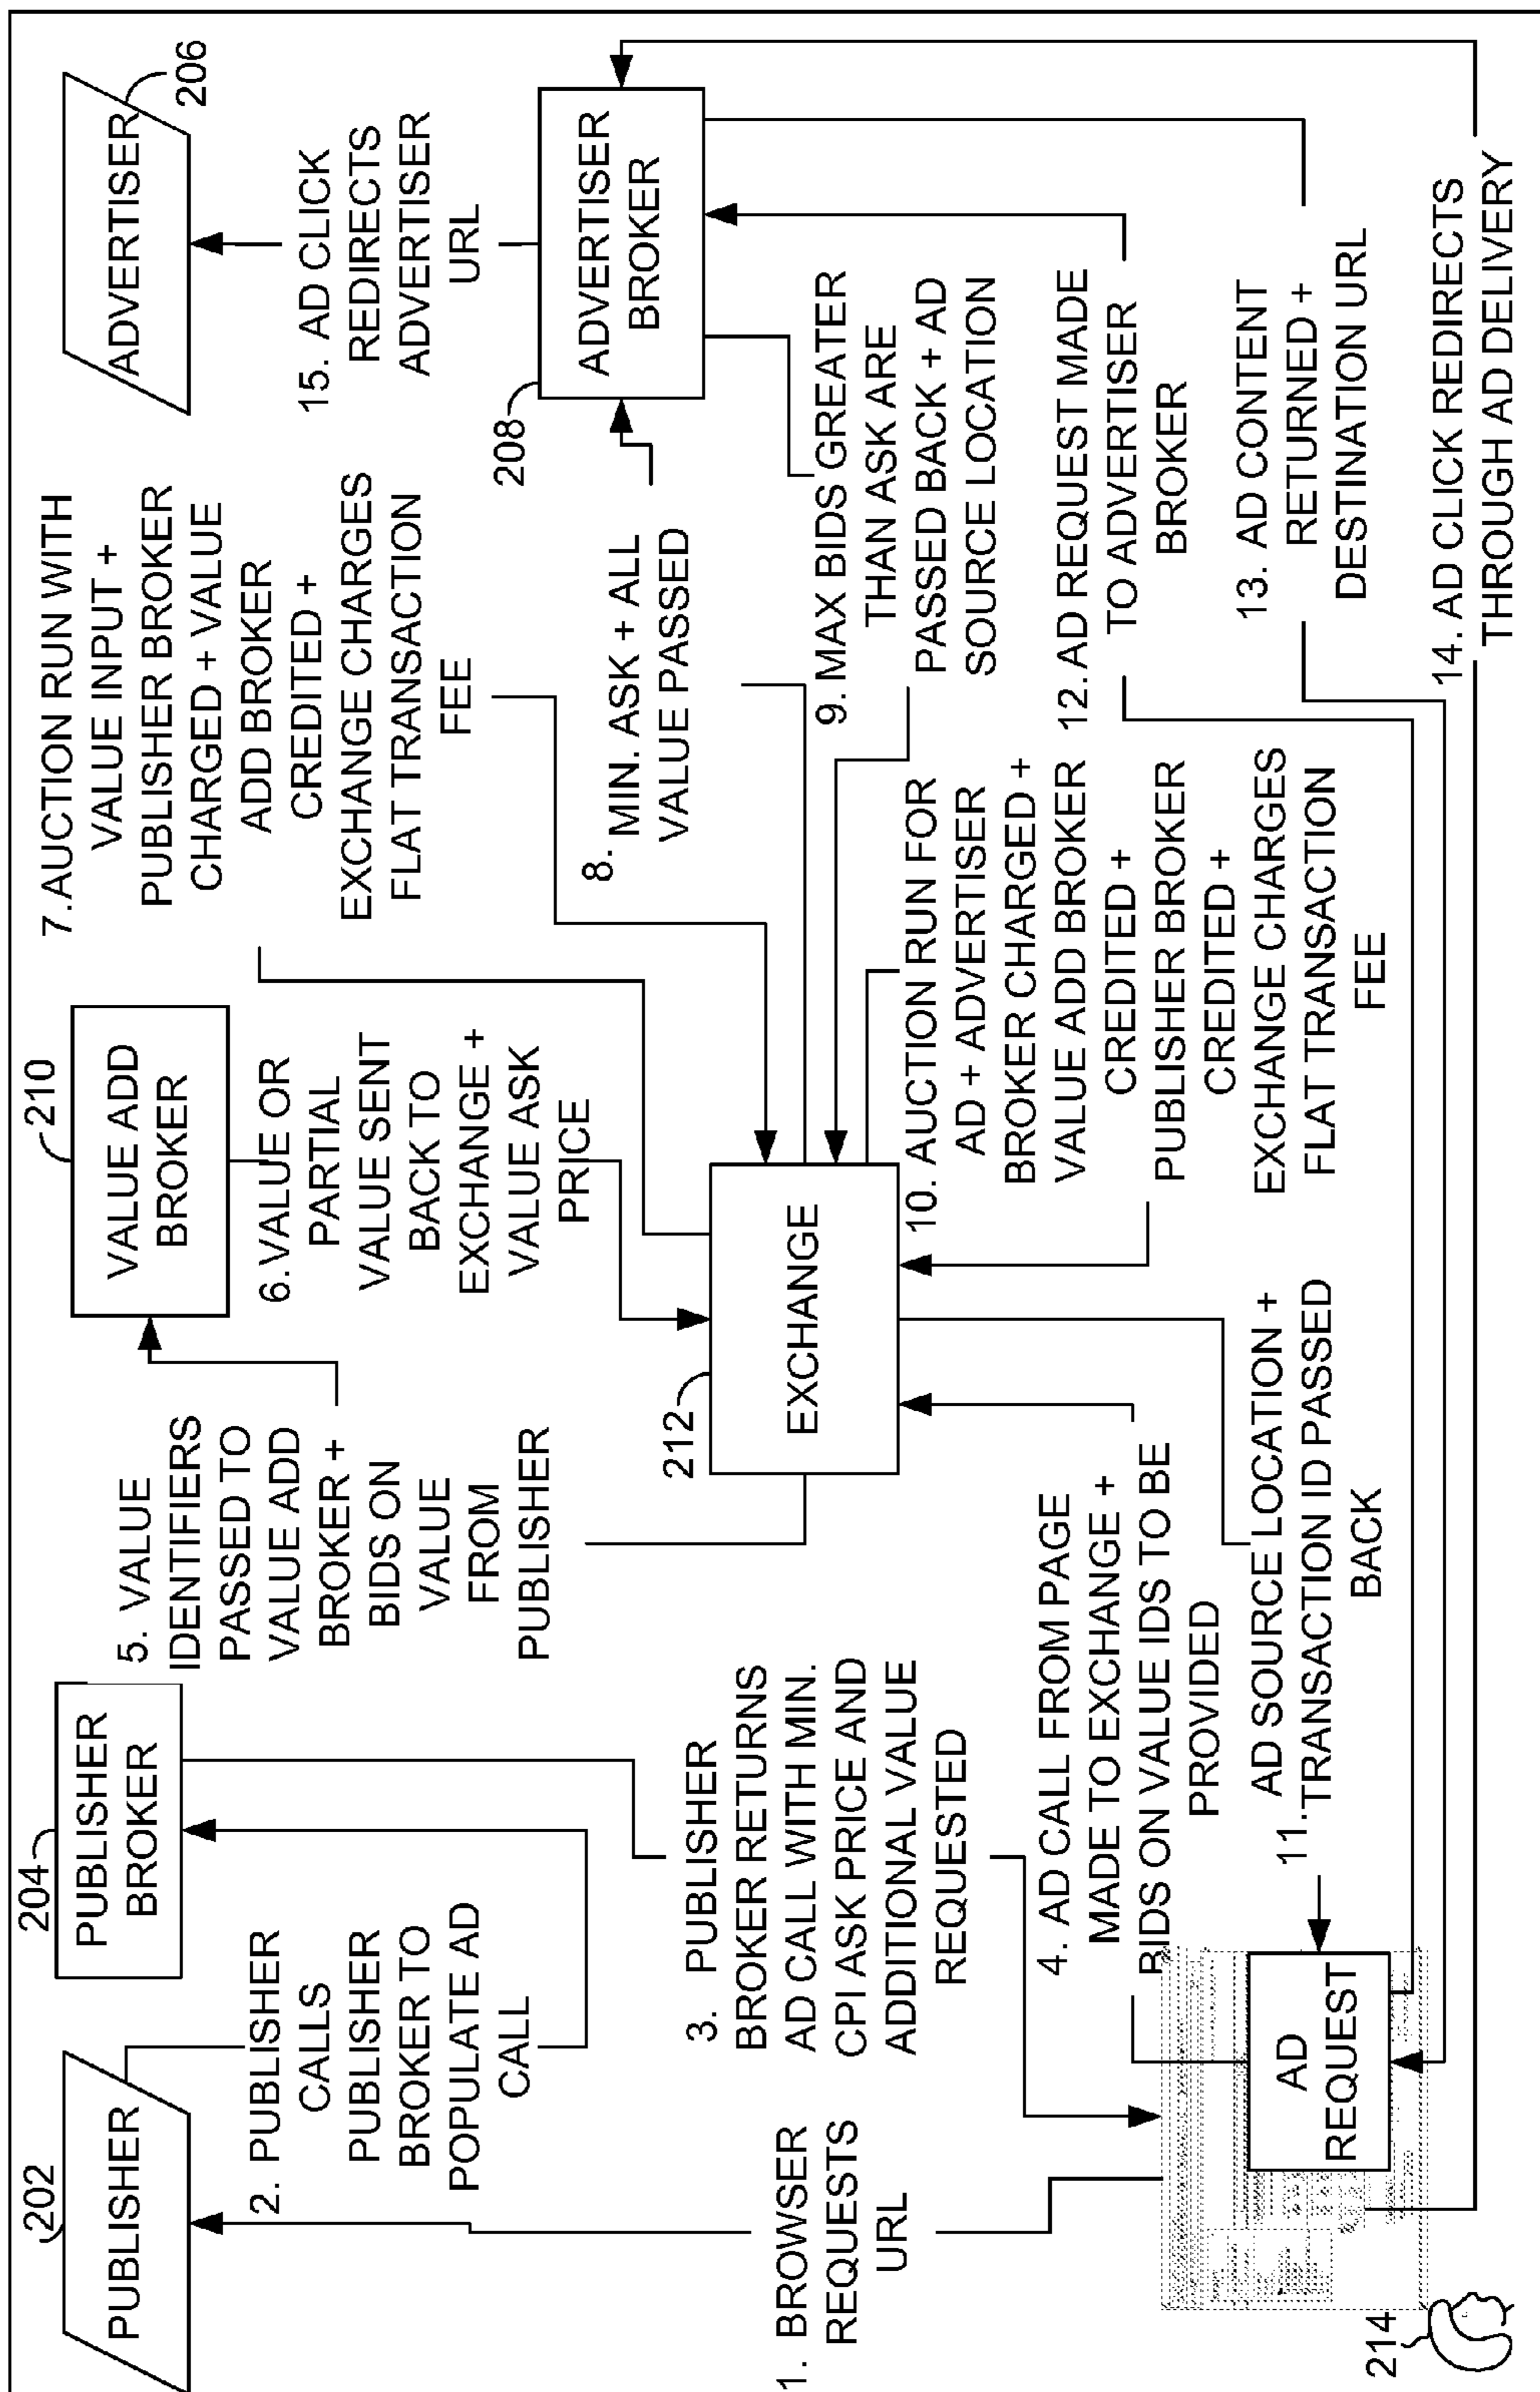 202
PUBLISHER
204
PUBLISHER
BROKER
210
VALUE ADD
BROKER
206
ADVERTISER
1. BROWSER
REQUESTS
URL
2. PUBLISHER
CALLS
PUBLISHER
BROKER TO
POPULATE AD
CALL
3. PUBLISHER
BROKER RETURNS
AD CALL WITH MIN.
CPI ASK PRICE AND
ADDITIONAL VALUE
REQUESTED
4. AD CALL FROM PAGE
MADE TO EXCHANGE +
BIDS ON VALUE IDS TO BE
PROVIDED
5. VALUE
IDENTIFIERS
PASSED TO
VALUE ADD
BROKER +
BIDS ON
VALUE
FROM
PUBLISHER
6. VALUE OR
PARTIAL
VALUE SENT
BACK TO
EXCHANGE +
VALUE ASK
PRICE
7. AUCTION RUN WITH
VALUE INPUT +
PUBLISHER BROKER
CHARGED + VALUE
ADD BROKER
CREDITED +
EXCHANGE CHARGES
FLAT TRANSACTION
FEE
212
EXCHANGE
8. MIN. ASK + ALL
VALUE PASSED
208
ADVERTISER
BROKER
9. MAX BIDS GREATER
THAN ASK ARE
PASSED BACK + AD
SOURCE LOCATION
10. AUCTION RUN FOR
AD + ADVERTISER
BROKER CHARGED +
VALUE ADD BROKER
CREDITED +
PUBLISHER BROKER
CREDITED +
EXCHANGE CHARGES
FLAT TRANSACTION
FEE
11. AD SOURCE LOCATION +
TRANSACTION ID PASSED
BACK
12. AD REQUEST MADE
TO ADVERTISER
BROKER
13. AD CONTENT
RETURNED +
DESTINATION URL
14. AD CLICK REDIRECTS
THROUGH AD DELIVERY
15. AD CLICK
REDIRECTS
ADVERTISER
URL
AD
REQUEST
214